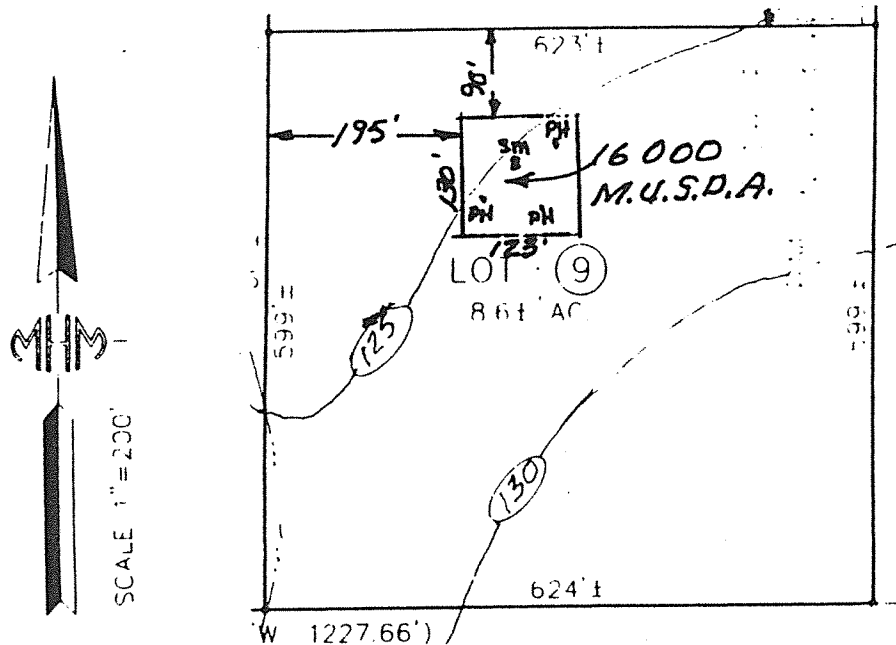 623'±
90'
195'
130'
PH
SM
PH
PH
123'
16 000
M.U.S.D.A.
LOT 9
8.6± AC.
599'±
599'±
125
130
SCALE 1"=200'
624'±
W 1227.66')